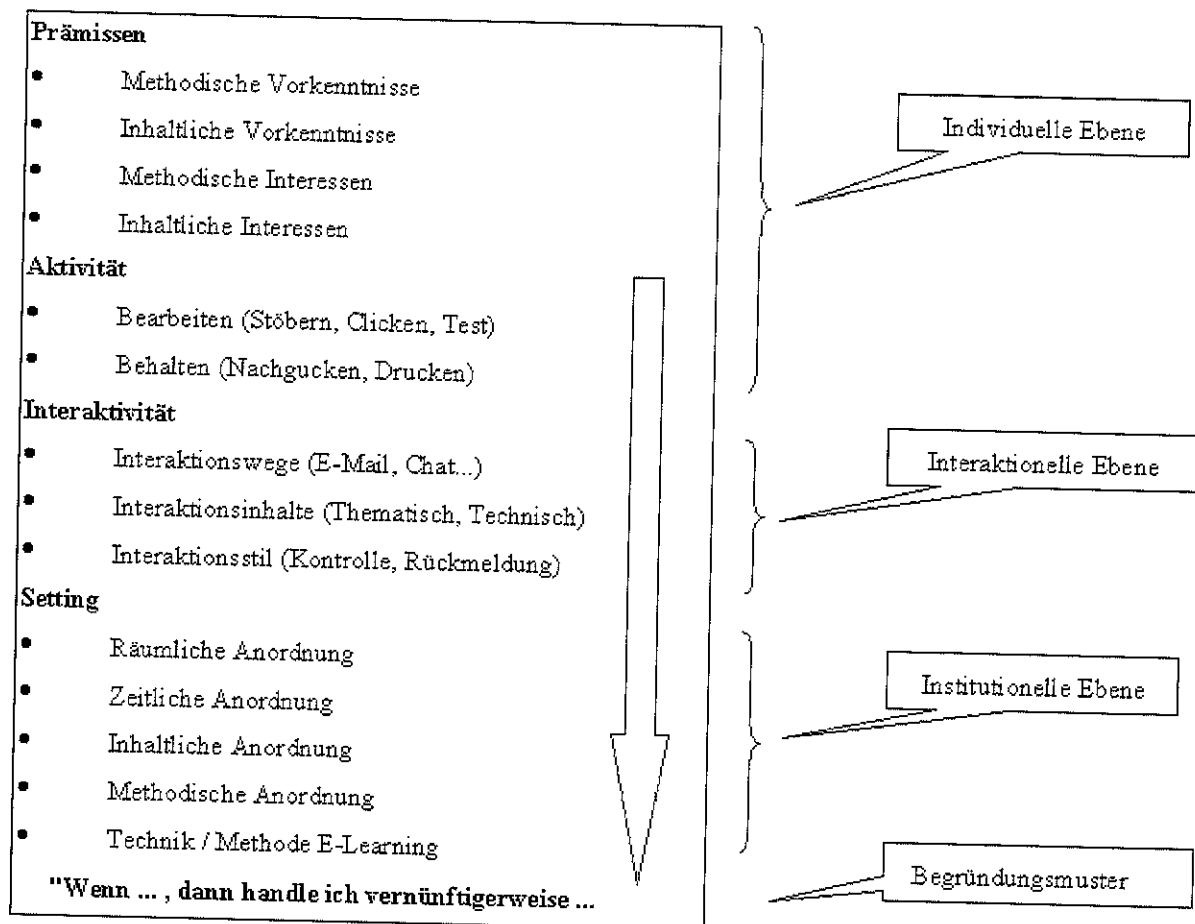 Prämissen
• Methodische Vorkenntnisse
• Inhaltliche Vorkenntnisse
• Methodische Interessen
• Inhaltliche Interessen
Aktivität
• Bearbeiten (Stöbern, Clicken, Test)
• Behalten (Nachgucken, Drucken)
Interaktivität
• Interaktionswege (E-Mail, Chat...)
• Interaktionsinhalte (Thematisch, Technisch)
• Interaktionsstil (Kontrolle, Rückmeldung)
Setting
• Räumliche Anordnung
• Zeitliche Anordnung
• Inhaltliche Anordnung
• Methodische Anordnung
• Technik / Methode E-Learning
"Wenn ... , dann handle ich vernünftigerweise ...
Individuelle Ebene
Interaktionelle Ebene
Institutionelle Ebene
Begründungsmuster